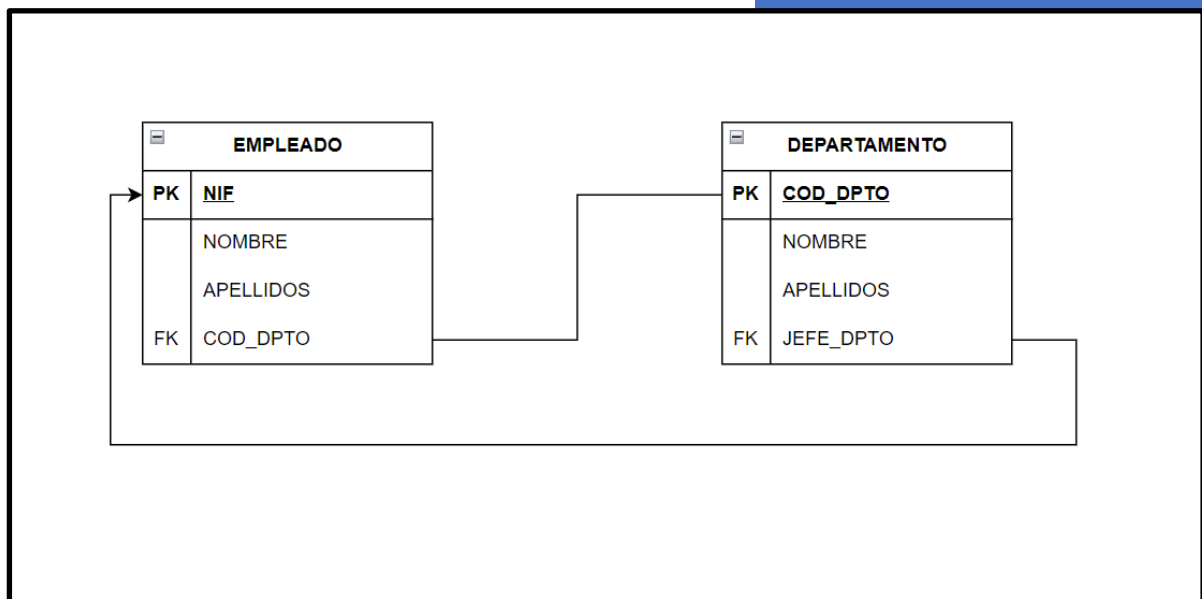 EMPLEADO
PK NIF
NOMBRE
APELLIDOS
FK COD_DPTO
DEPARTAMENTO
PK COD_DPTO
NOMBRE
APELLIDOS
FK JEFE_DPTO